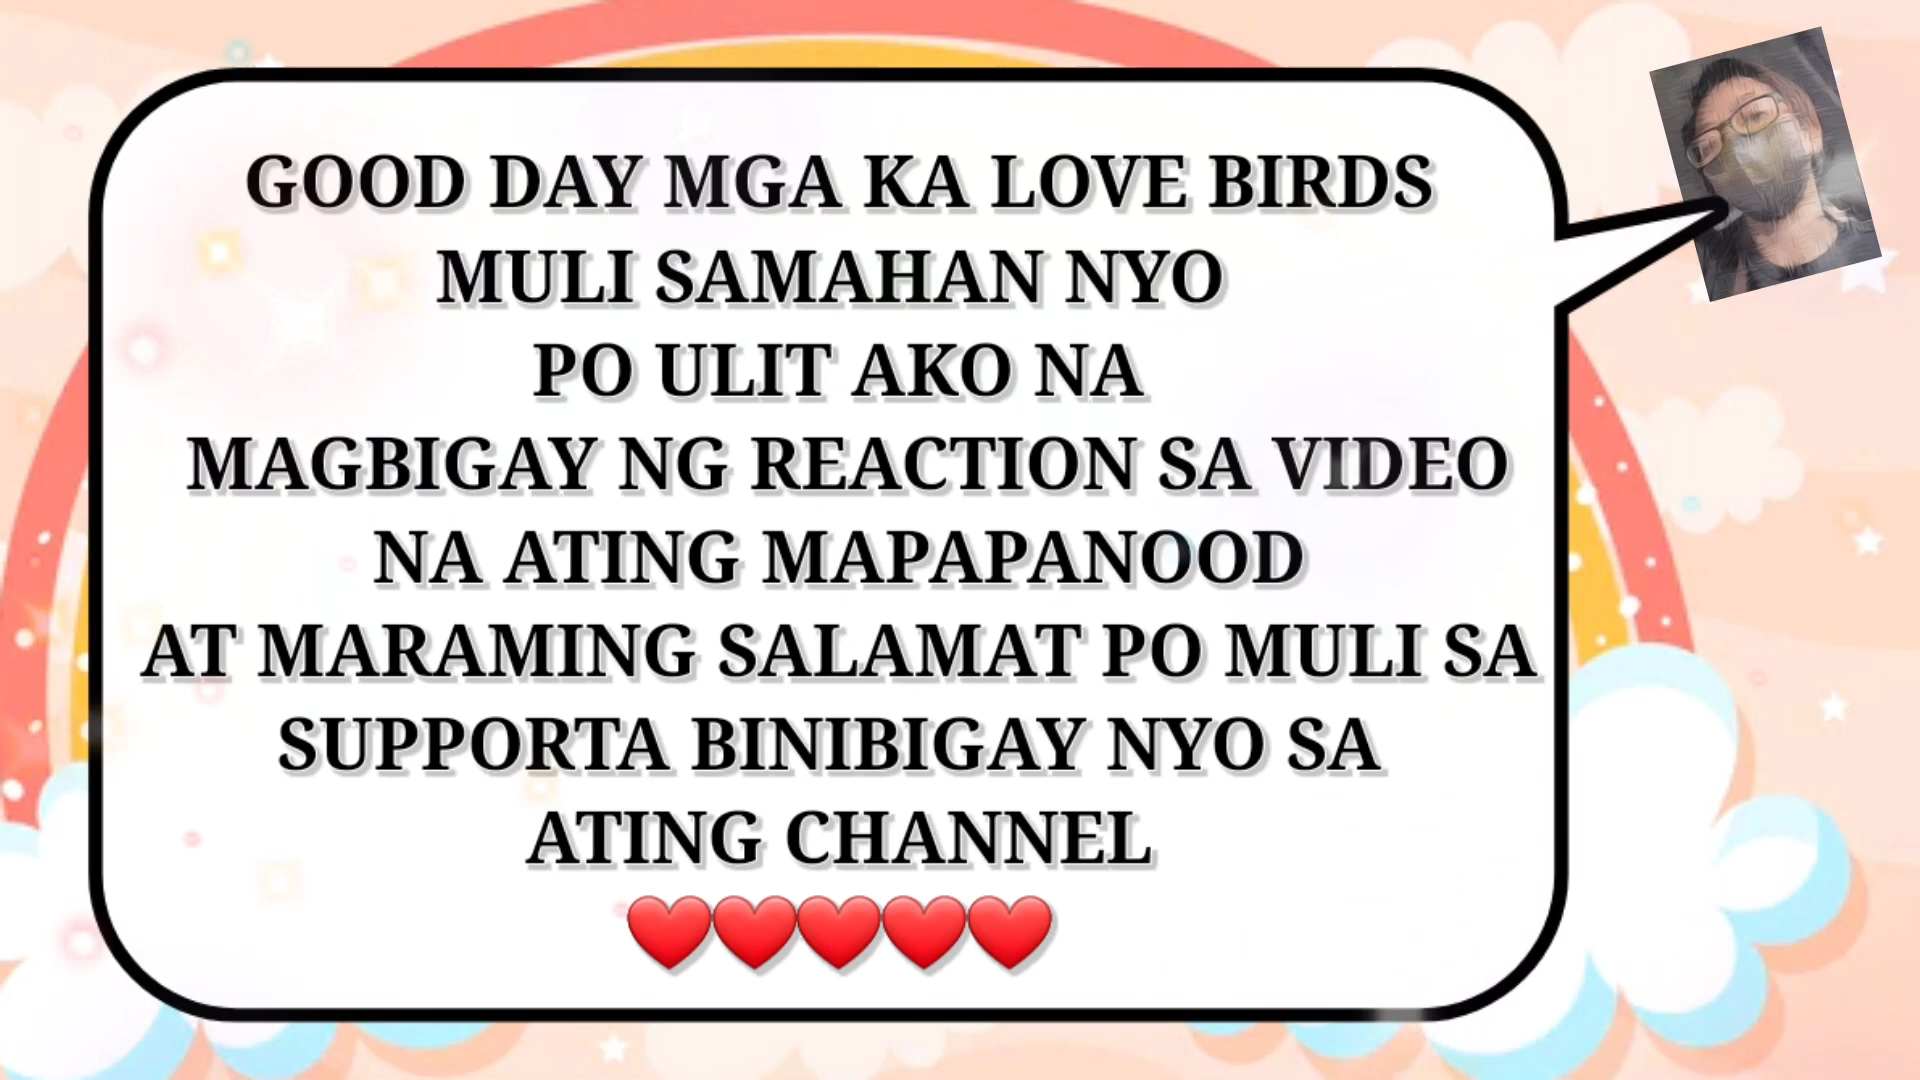 GOOD DAY MGA KA LOVE BIRDS
MULI SAMAHAN NYO
PO ULIT AKO NA
MAGBIGAY NG REACTION SA VIDEO
NA ATING MAPAPANOOD
AT MARAMING SALAMAT PO MULI SA
SUPPORTA BINIBIGAY NYO SA
ATING CHANNEL
❤️❤️❤️❤️❤️